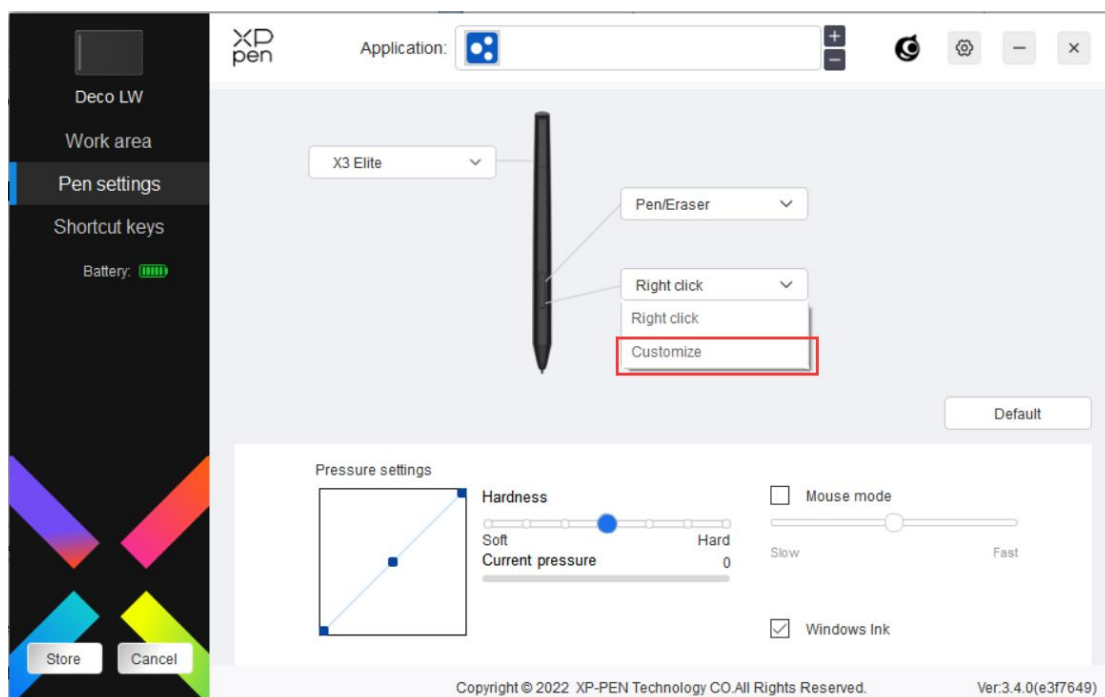 XP
pen
Application:
Deco LW
Work area
Pen settings
Shortcut keys
Battery:
X3 Elite
Pen/Eraser
Right click
Right click
Customize
Default
Pressure settings
Hardness
Soft Hard
Current pressure 0
Mouse mode
Slow Fast
Windows Ink
Store Cancel
Copyright © 2022 XP-PEN Technology CO.All Rights Reserved. Ver:3.4.0(e3f7649)